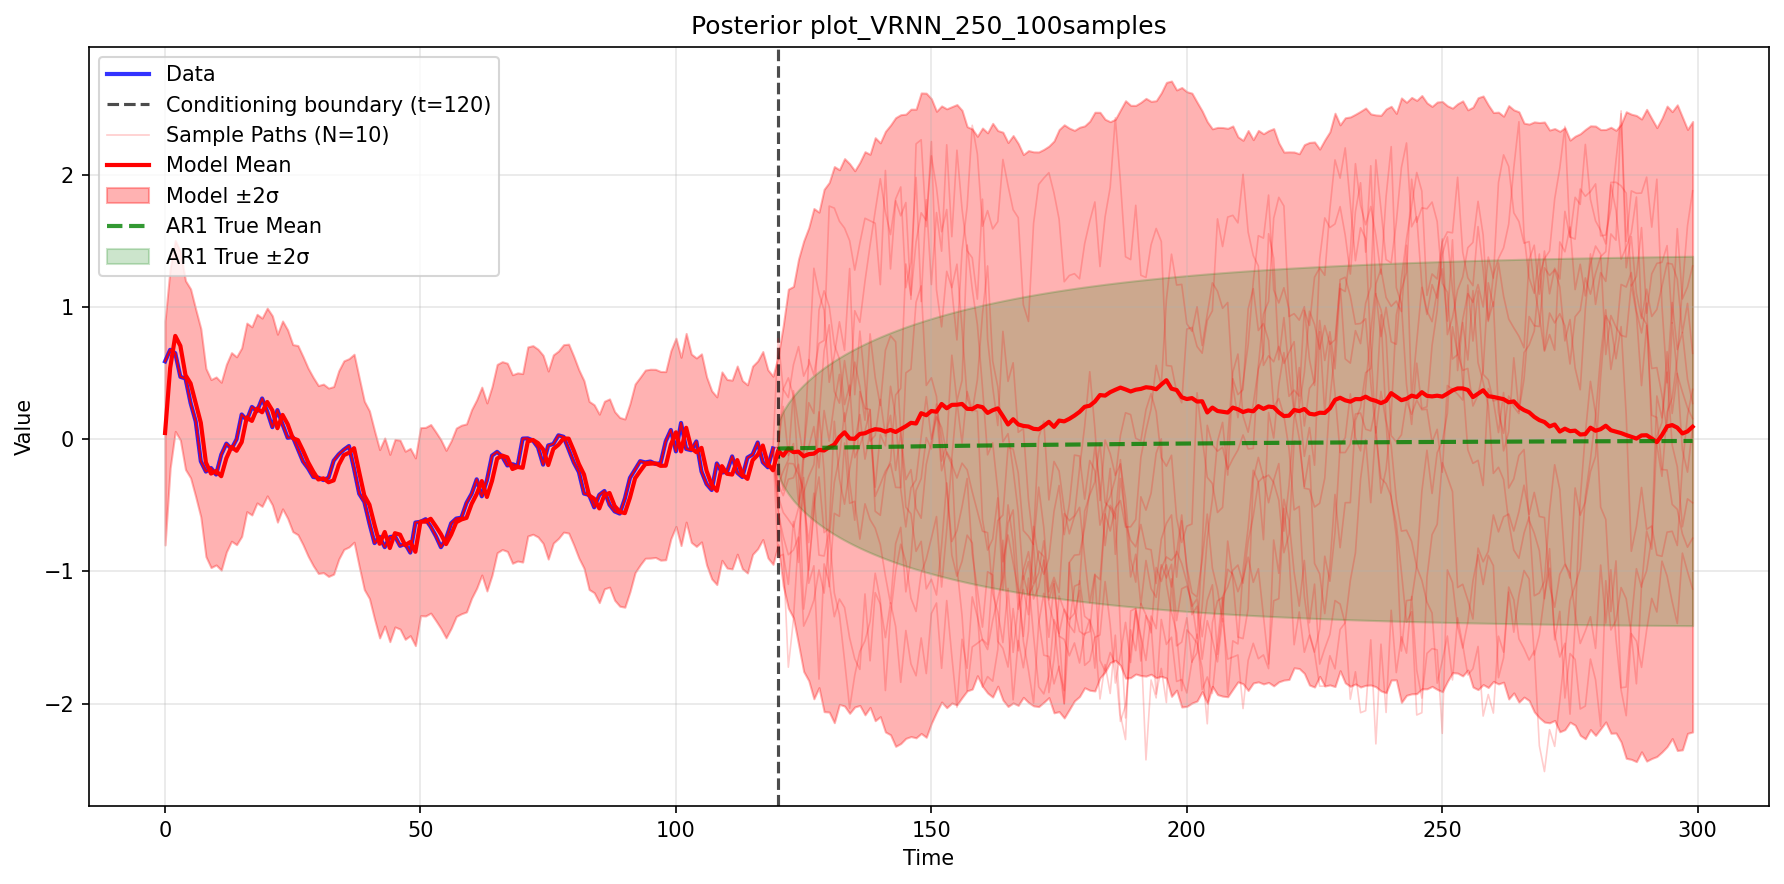 Posterior plot_VRNN_250_100samples
Data
Conditioning boundary (t=120)
Sample Paths (N=10)
Model Mean
Model ±2σ
AR1 True Mean
AR1 True ±2σ
Value
2
1
0
−1
−2
0 50 100 150 200 250 300
Time